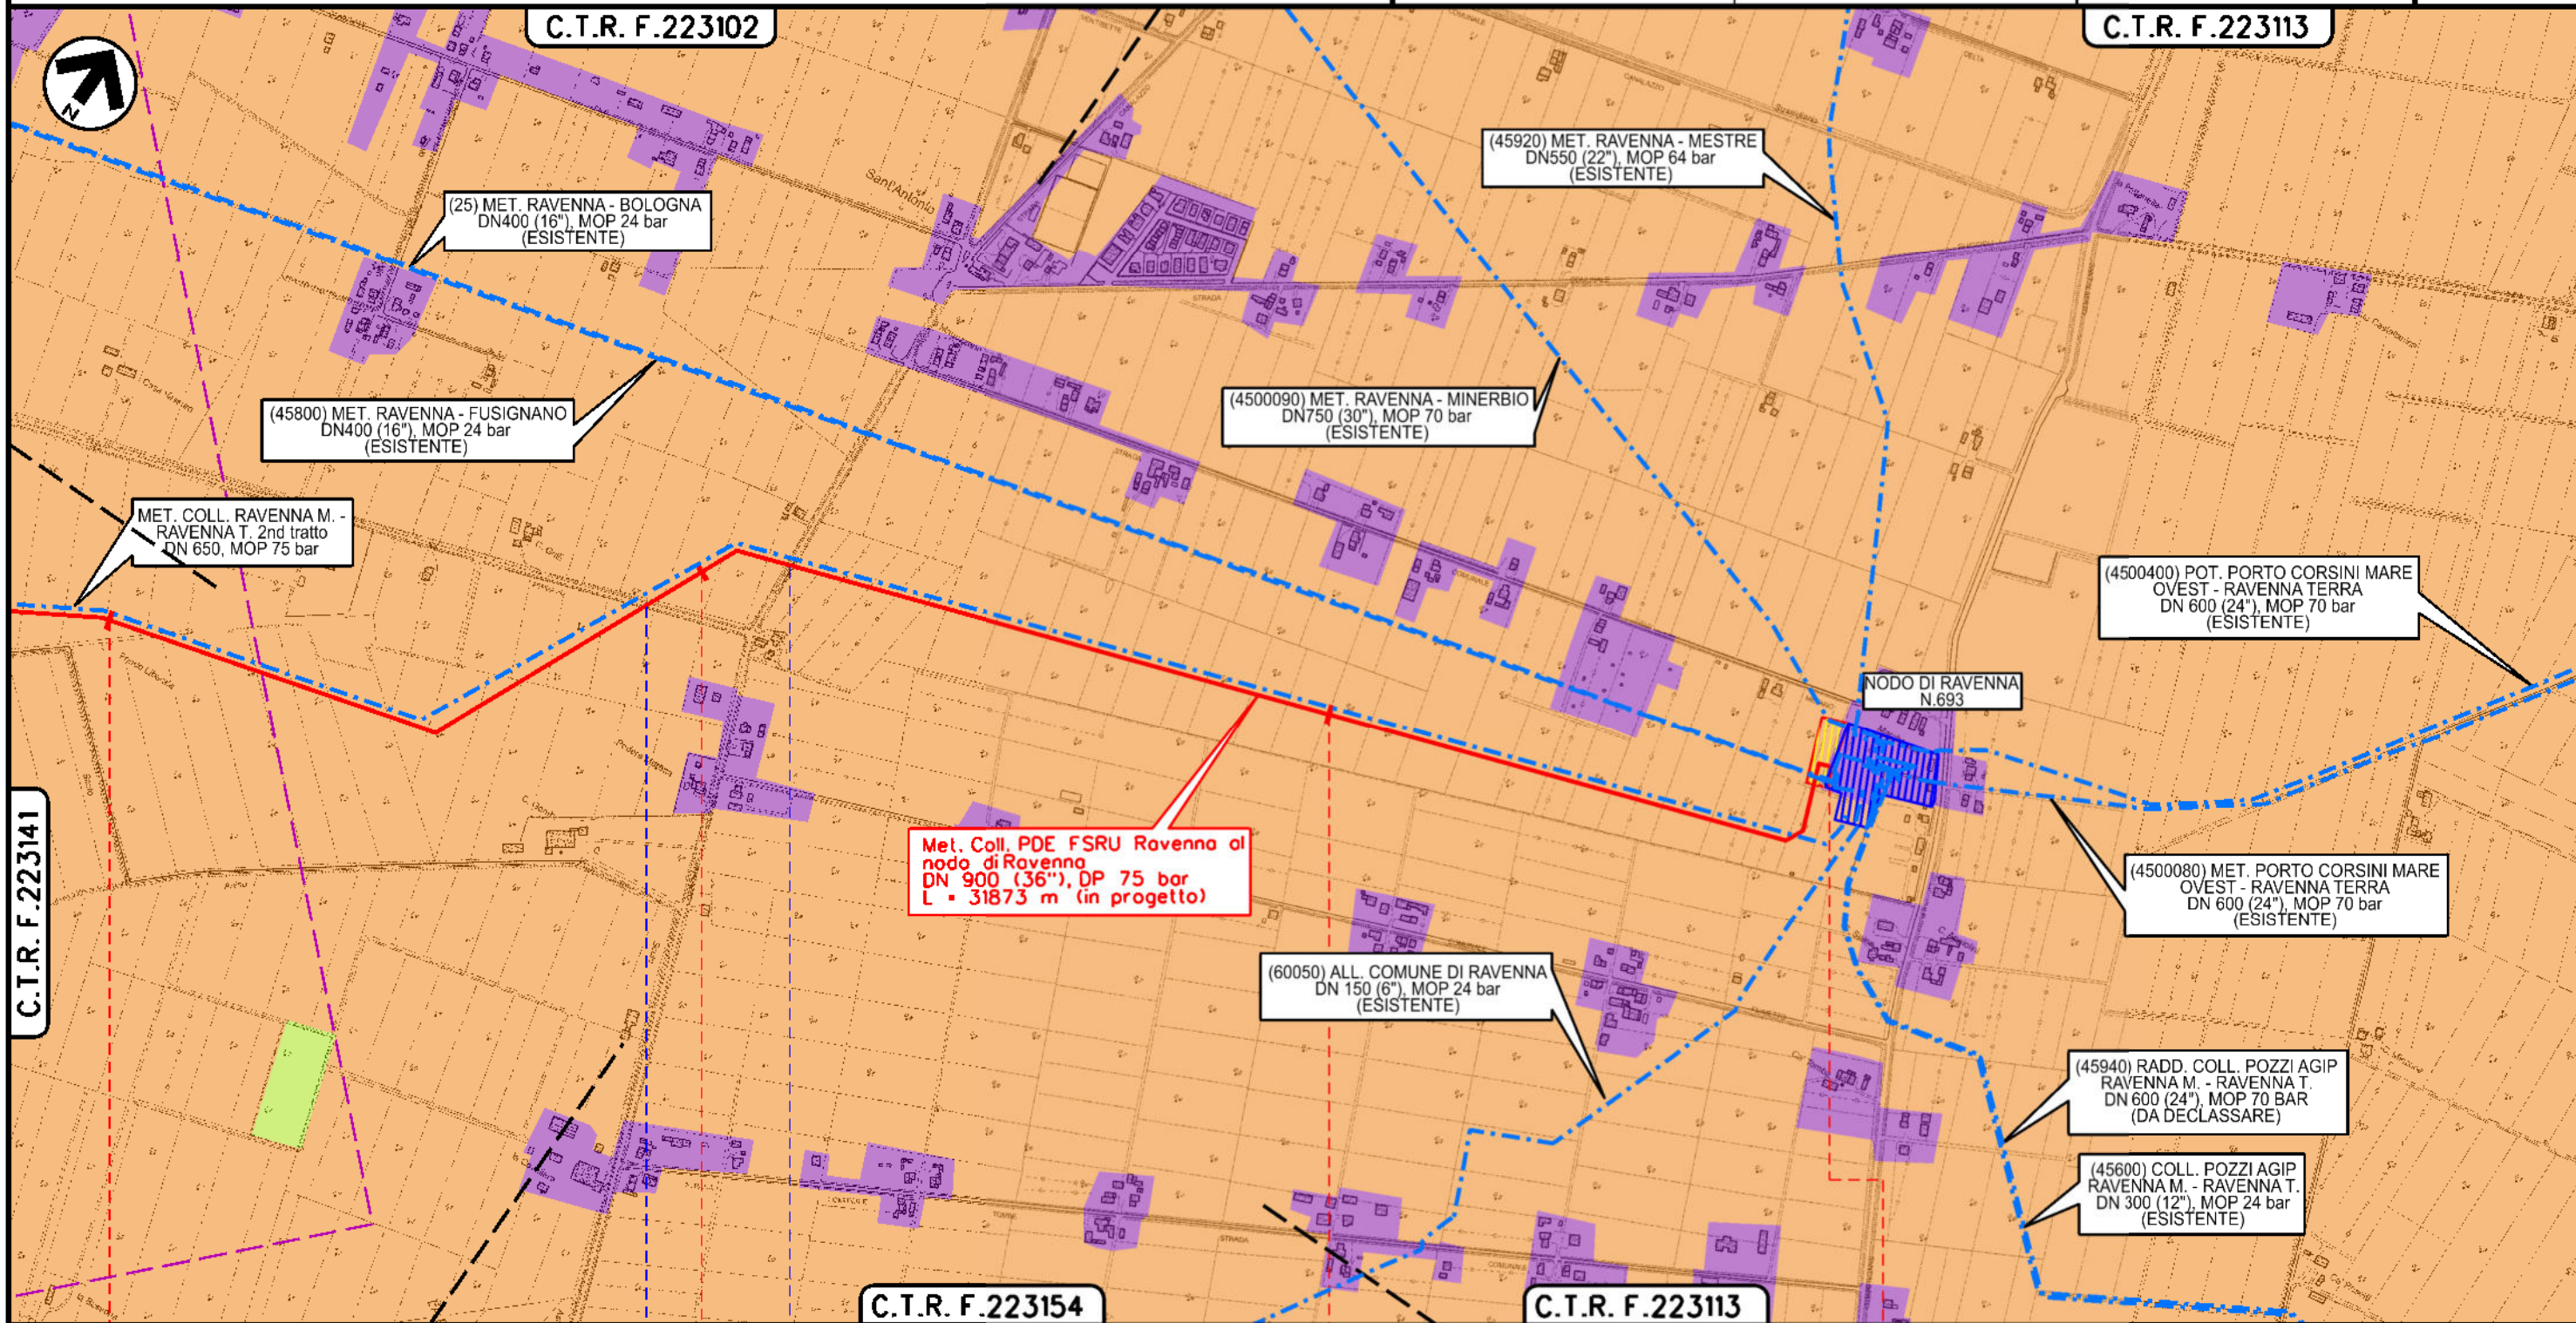 C.T.R. F.223102
C.T.R. F.223113
N
Sant'Antonio
(45920) MET. RAVENNA - MESTRE
DN550 (22"), MOP 64 bar
(ESISTENTE)
(25) MET. RAVENNA - BOLOGNA
DN400 (16"), MOP 24 bar
(ESISTENTE)
STRADA
(4500090) MET. RAVENNA - MINERBIO
DN750 (30"), MOP 70 bar
(ESISTENTE)
(45800) MET. RAVENNA - FUSIGNANO
DN400 (16"), MOP 24 bar
(ESISTENTE)
STRADA
MET. COLL. RAVENNA M. -
RAVENNA T. 2nd tratto
DN 650, MOP 75 bar
COMUNALE
(4500400) POT. PORTO CORSINI MARE
OVEST - RAVENNA TERRA
DN 600 (24"), MOP 70 bar
(ESISTENTE)
NODO DI RAVENNA
N.693
C.T.R. F.223141
Met. Coll. PDE FSRU Ravenna al
nodo di Ravenna
DN 900 (36"), DP 75 bar
L = 31873 m (in progetto)
(4500080) MET. PORTO CORSINI MARE
OVEST - RAVENNA TERRA
DN 600 (24"), MOP 70 bar
(ESISTENTE)
(60050) ALL. COMUNE DI RAVENNA
DN 150 (6"), MOP 24 bar
(ESISTENTE)
(45940) RADD. COLL. POZZI AGIP
RAVENNA M. - RAVENNA T.
DN 600 (24"), MOP 70 BAR
(DA DECLASSARE)
(45600) COLL. POZZI AGIP
RAVENNA M. - RAVENNA T.
DN 300 (12"), MOP 24 bar
(ESISTENTE)
STRADA
C.T.R. F.223154
C.T.R. F.223113